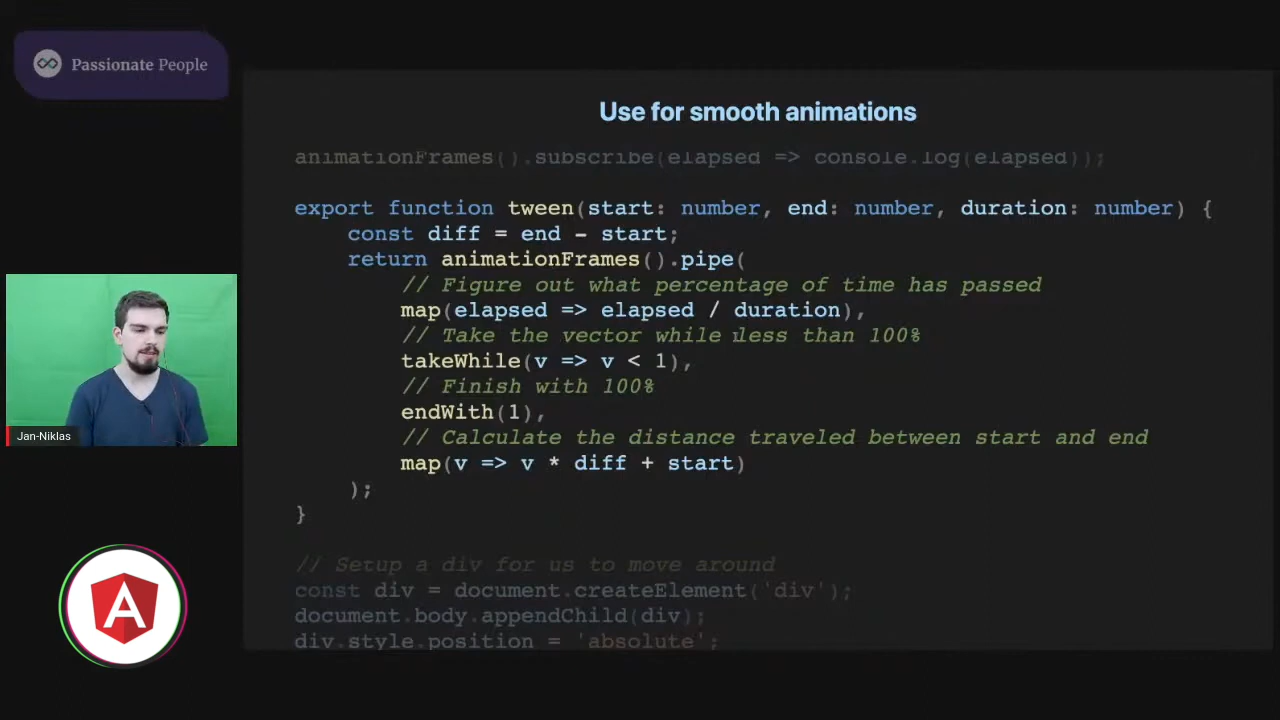 Passionate People
Use for smooth animations
animationFrames().subscribe(elapsed => console.log(elapsed));
export function tween(start: number, end: number, duration: number) {
const diff = end - start;
return animationFrames().pipe(
// Figure out what percentage of time has passed
map(elapsed => elapsed / duration),
// Take the vector while less than 100%
takeWhile(v => v < 1),
// Finish with 100%
endWith(1),
// Calculate the distance traveled between start and end
map(v => v * diff + start)
);
}
// Setup a div for us to move around
const div = document.createElement('div');
document.body.appendChild(div);
div.style.position = 'absolute';
Jan-Niklas
A